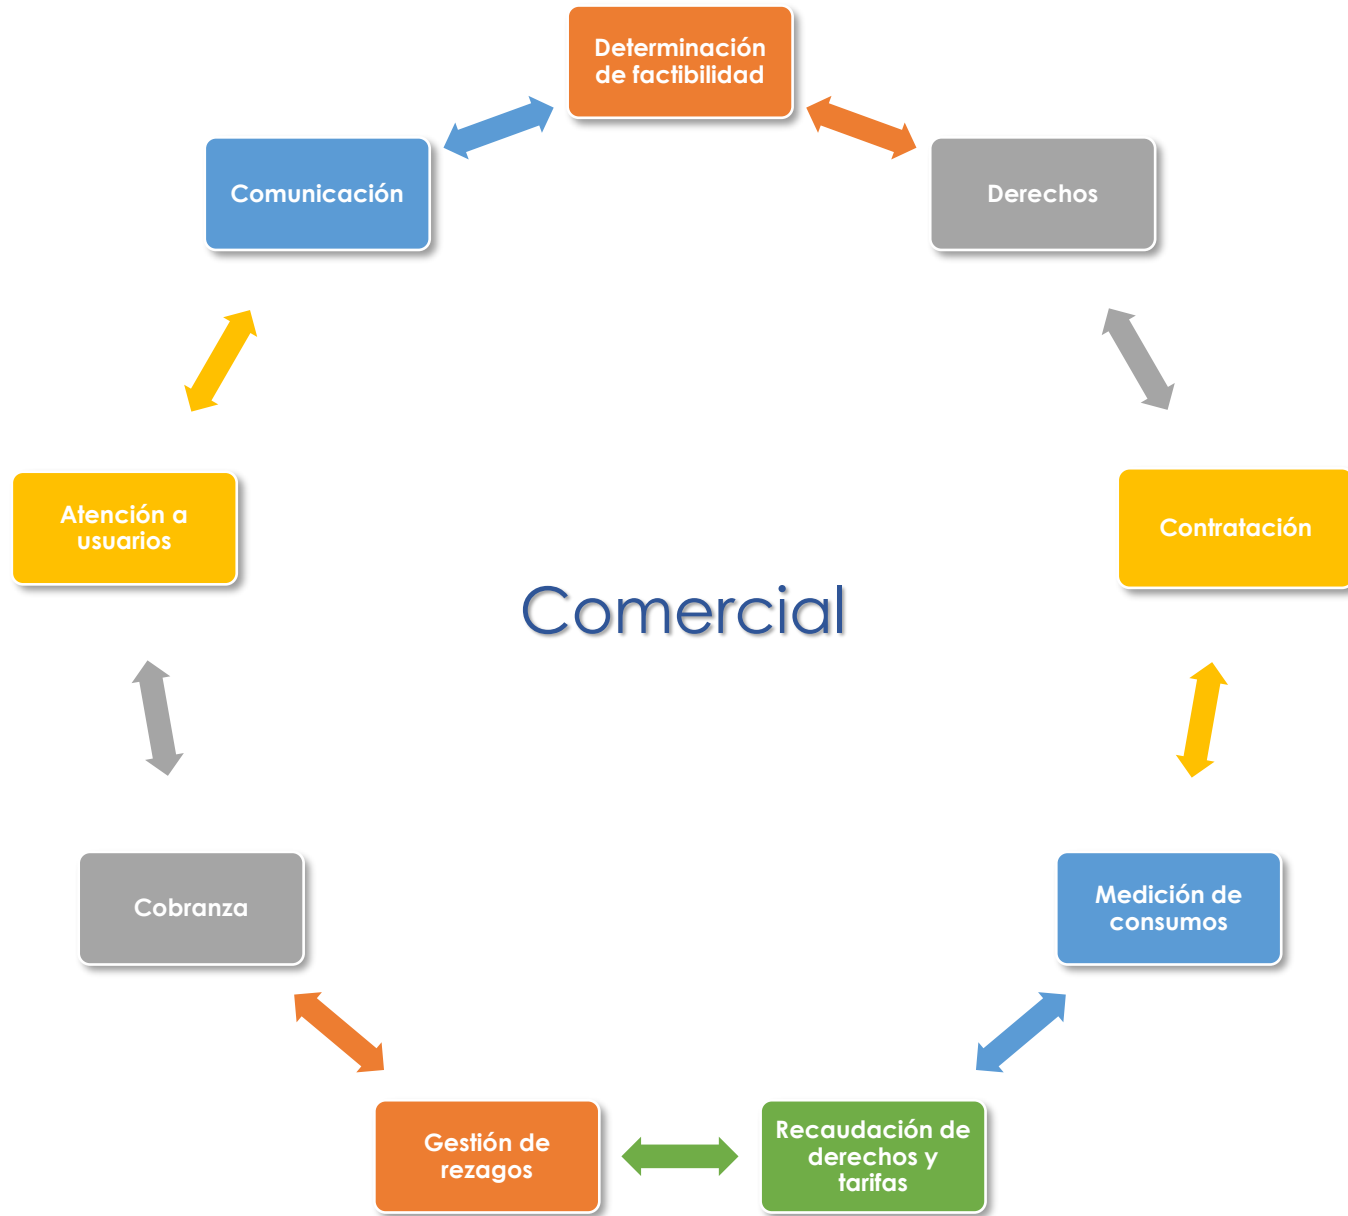 Determinación
de factibilidad
Derechos
Contratación
Medición de
consumos
Recaudación de
derechos y
tarifas
Gestión de
rezagos
Cobranza
Atención a
usuarios
Comunicación
Comercial